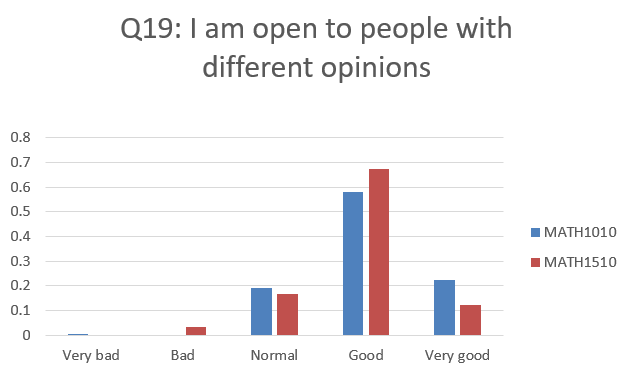 Q19: I am open to people with
different opinions
0.8
0.7
0.6
0.5
0.4
0.3
0.2
0.1
0
Very bad
Bad
Normal
Good
Very good
MATH1010
MATH1510